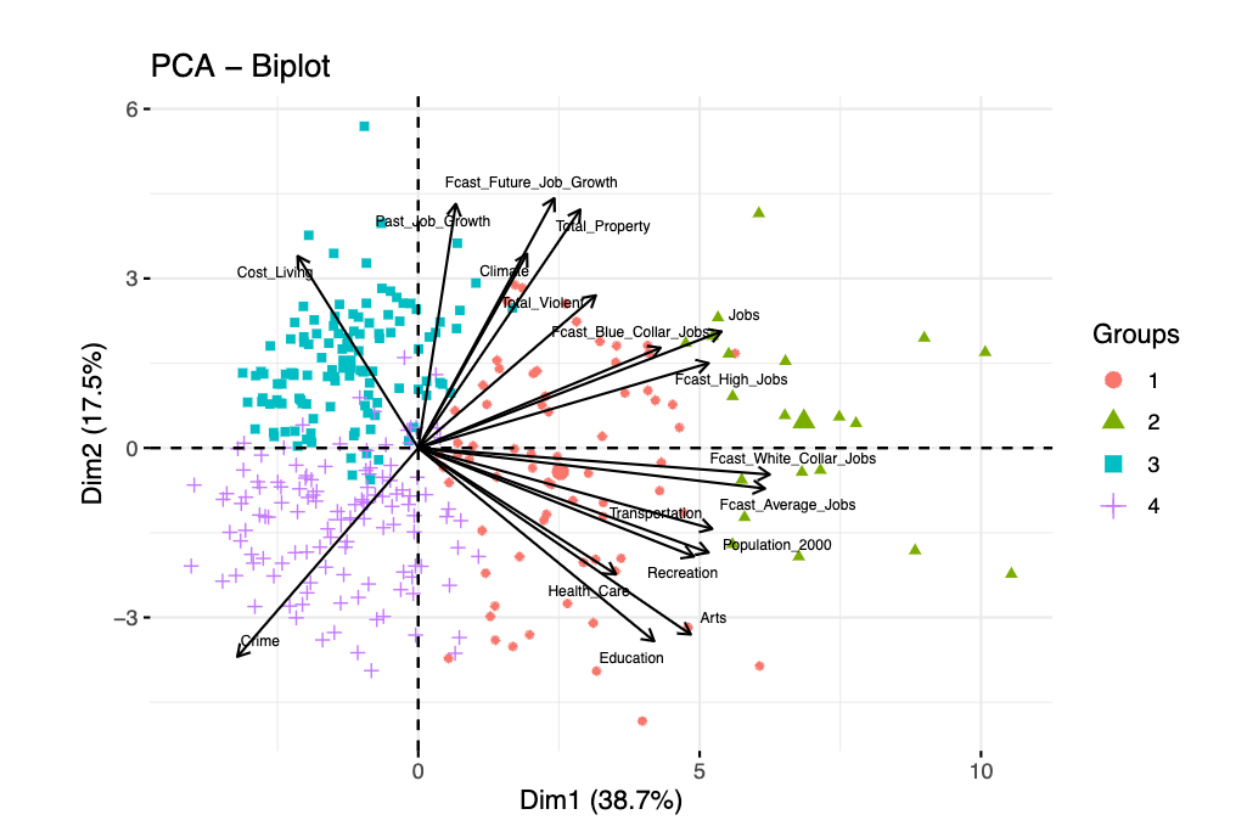 PCA – Biplot
6
3
0
−3
Dim2 (17.5%)
Fcast_Future_Job_Growth
Past_Job_Growth
Total_Property
Cost_Living
Climate
Total_Violent
Jobs
Fcast_Blue_Collar_Jobs
Fcast_High_Jobs
Fcast_White_Collar_Jobs
Fcast_Average_Jobs
Transportation
Population_2000
Recreation
Health_Care
Arts
Crime
Education
0
5
10
Dim1 (38.7%)
Groups
1
2
3
4